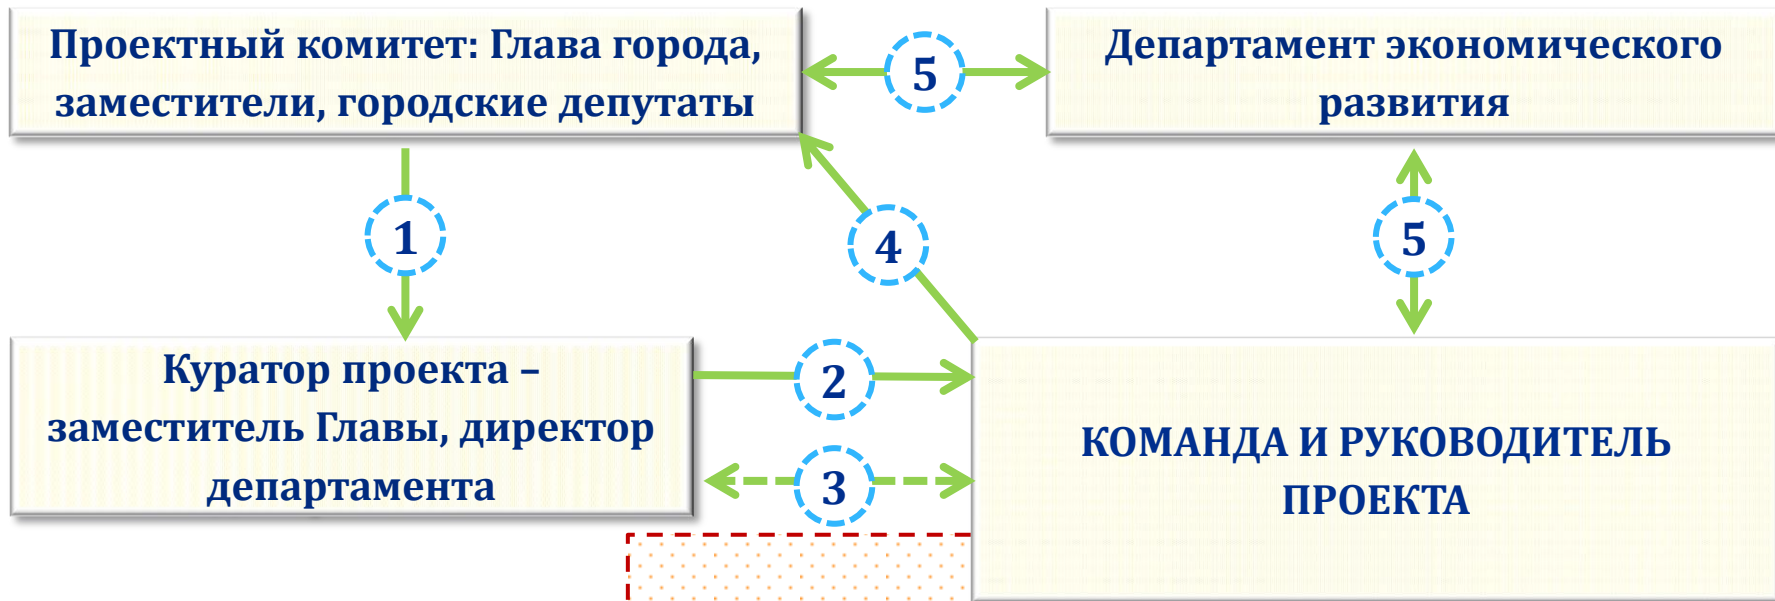 Проектный комитет: Глава города,
заместители, городские депутаты
5
Департамент экономического
развития
1
4
5
Куратор проекта –
заместитель Главы, директор
департамента
2
3
КОМАНДА И РУКОВОДИТЕЛЬ
ПРОЕКТА